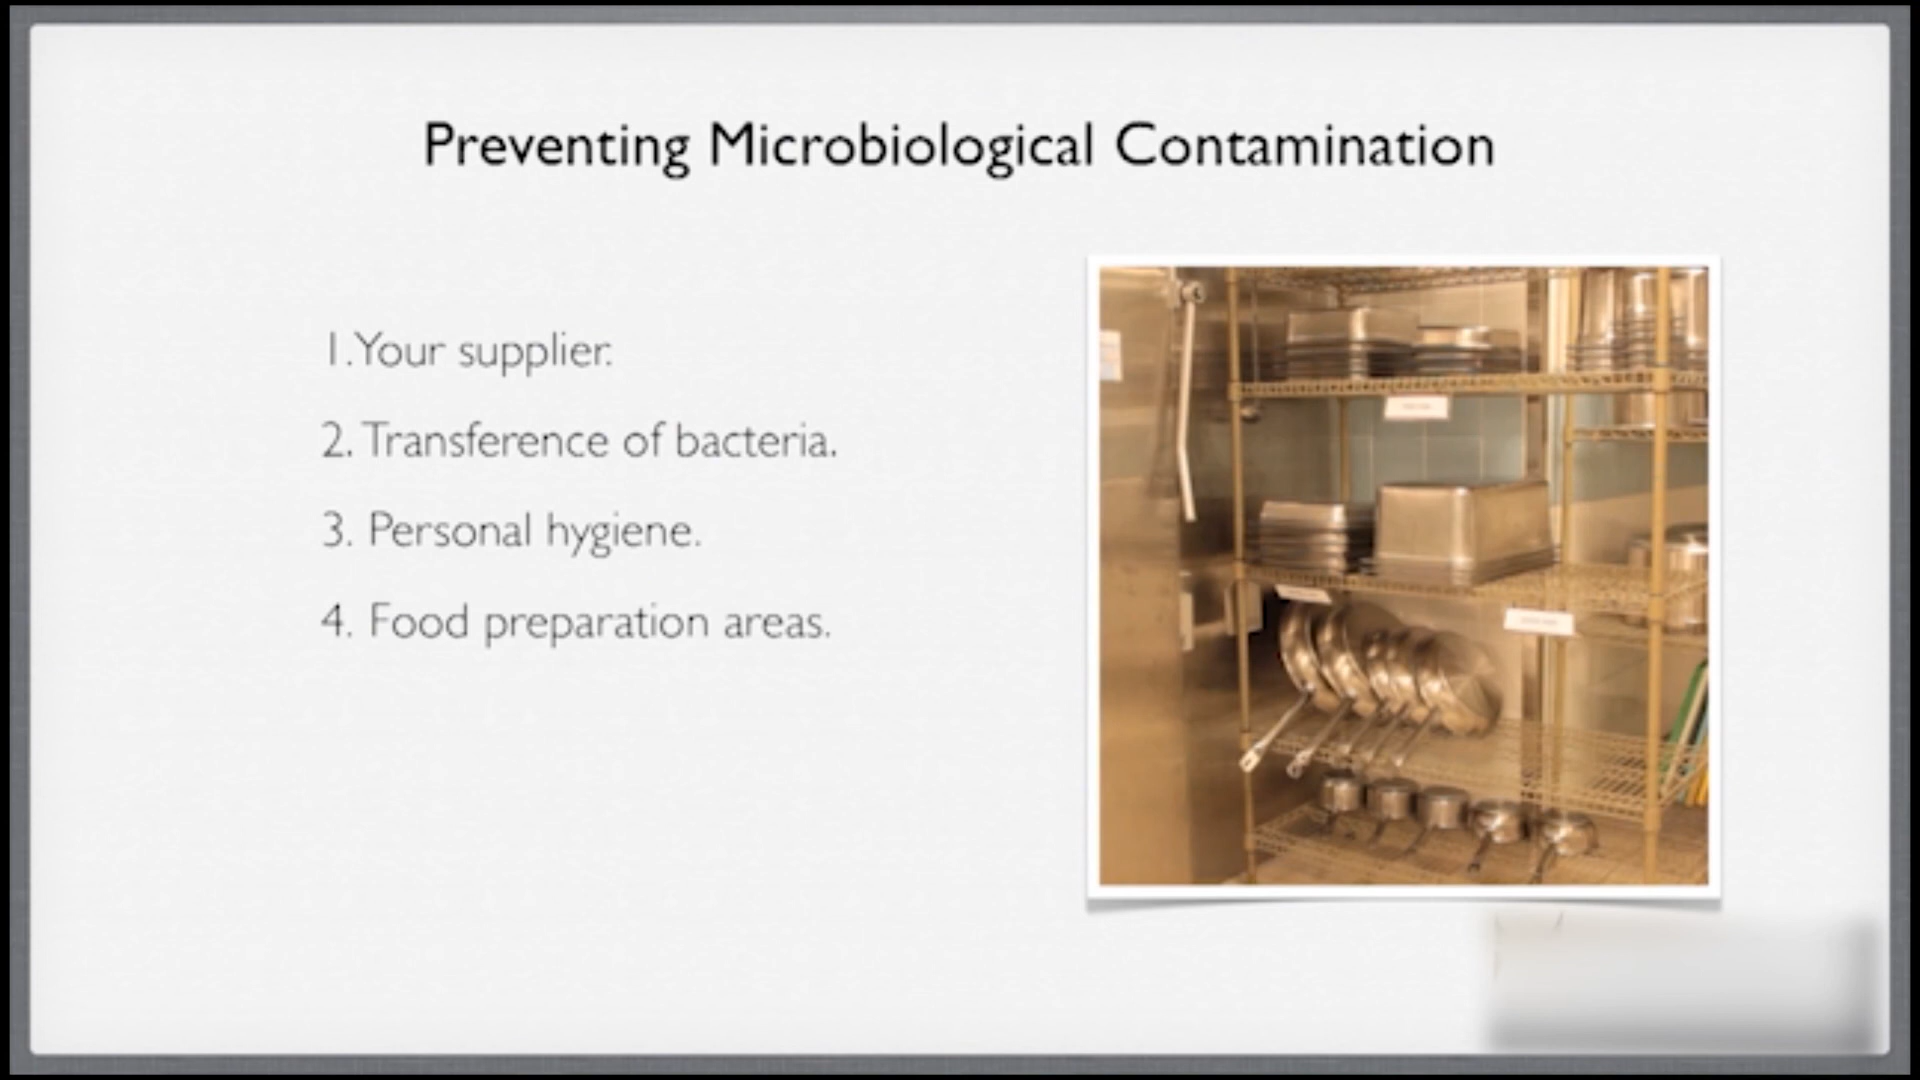 Preventing Microbiological Contamination
1. Your supplier.
2. Transference of bacteria.
3. Personal hygiene.
4. Food preparation areas.